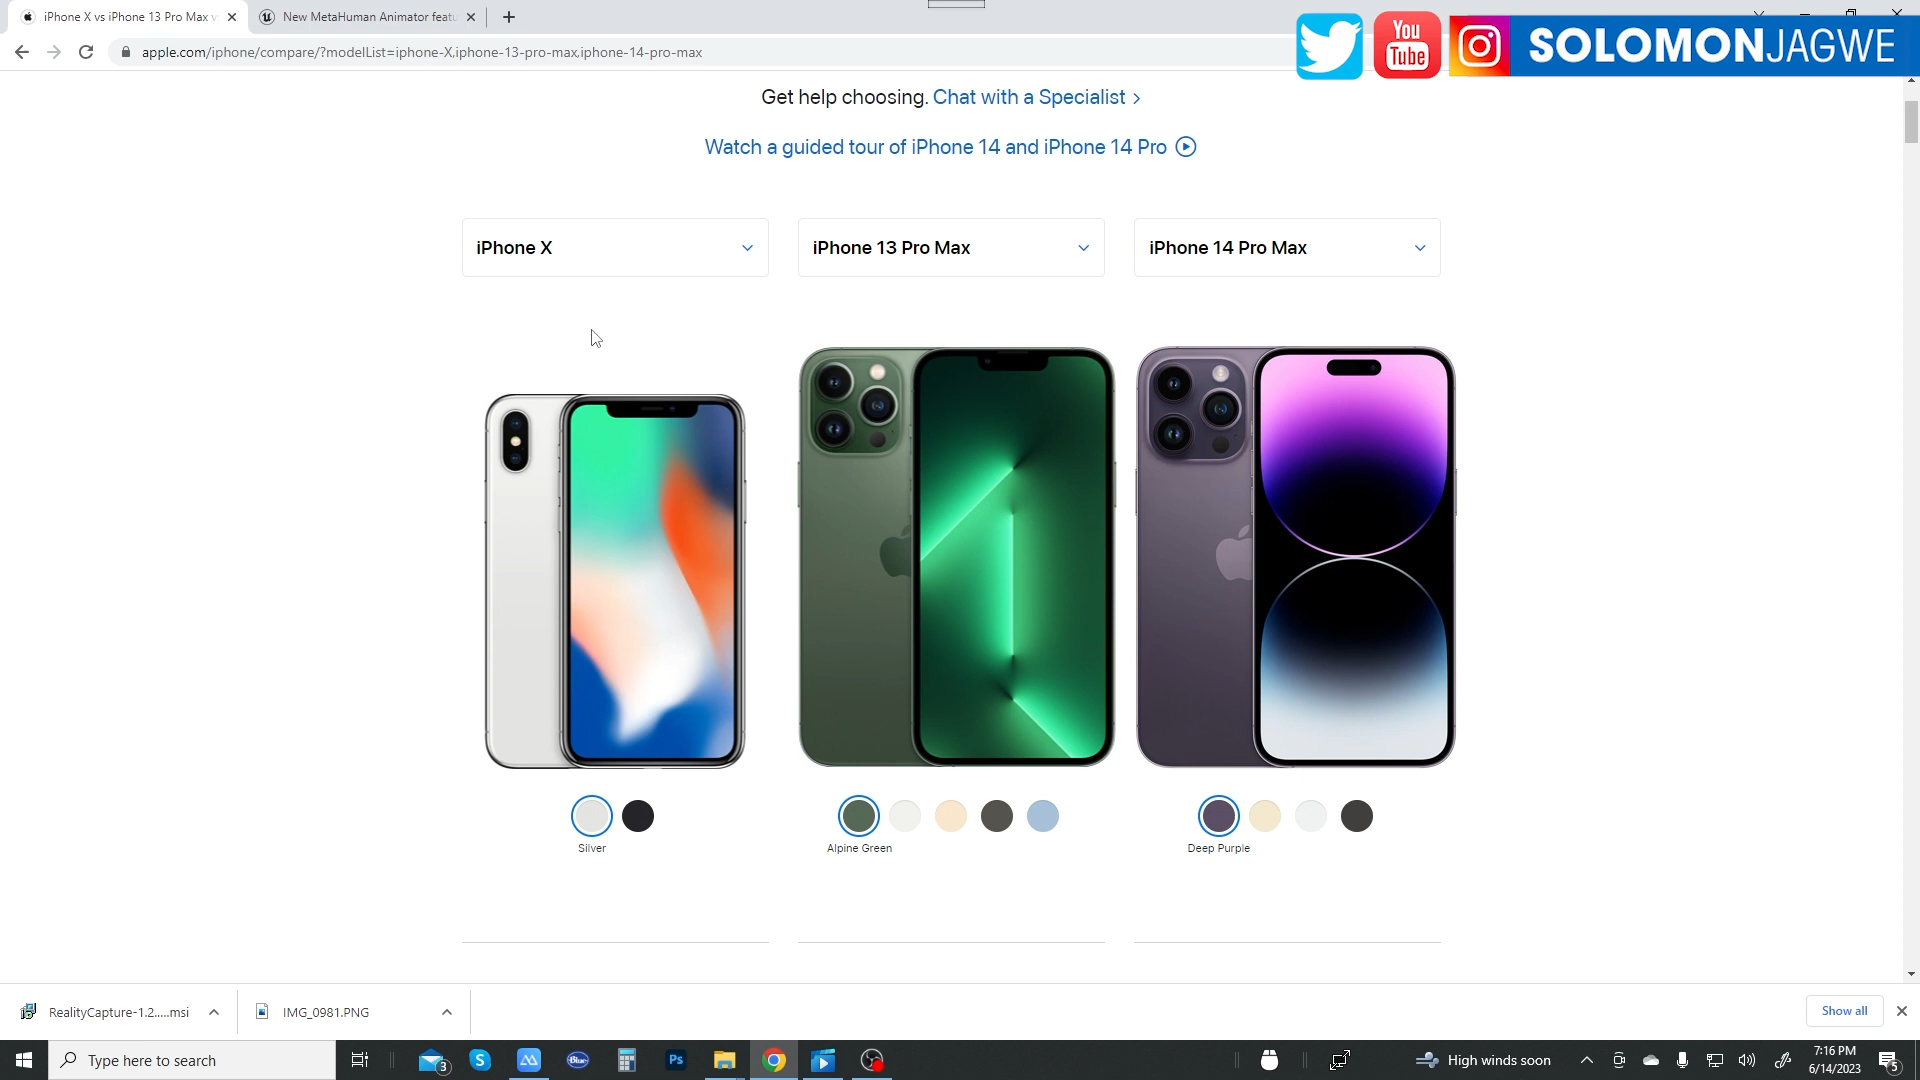 iPhone X vs iPhone 13 Pro Max v
New MetaHuman Animator featu
apple.com/iphone/compare/?modelList=iphone-X,iphone-13-pro-max,iphone-14-pro-max
You
Tube
SOLOMONJAGWE
Get help choosing. Chat with a Specialist >
Watch a guided tour of iPhone 14 and iPhone 14 Pro
iPhone X
iPhone 13 Pro Max
iPhone 14 Pro Max
Silver
Alpine Green
Deep Purple
RealityCapture-1.2.....msi
IMG_0981.PNG
Show all
Type here to search
3
S
Blue
Ps
High winds soon
7:16 PM
6/14/2023
5